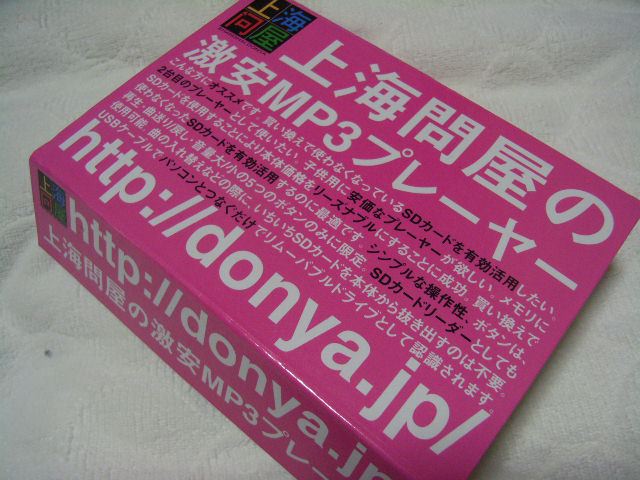 上海
問屋
上海問屋の
激安MP3プレーヤー
こんな方にオススメです。買い換えて使わなくなっているSDカードを有効活用したい。
2台目のプレーヤーとして使いたい。子供用に安価なプレーヤーが欲しい。メモリに
SDカードを使用することにより本体価格をリーズナブルにすることに成功。買い換えで
使わなくなったSDカードを有効活用するのに最適です。シンプルな操作性。ボタンは、
再生・曲送り戻し・音量大/小の5つのボタンのみに限定。SDカードリーダーとしても
使用可能。曲の入れ替えなどの際に、いちいちSDカードを本体から抜き出すのは不要。
USBケーブルでパソコンとつなぐだけでリムーバブルドライブとして認識されます。
http://donya.jp/
上海
問屋
http://donya.jp
上海問屋の激安MP3プレーヤ